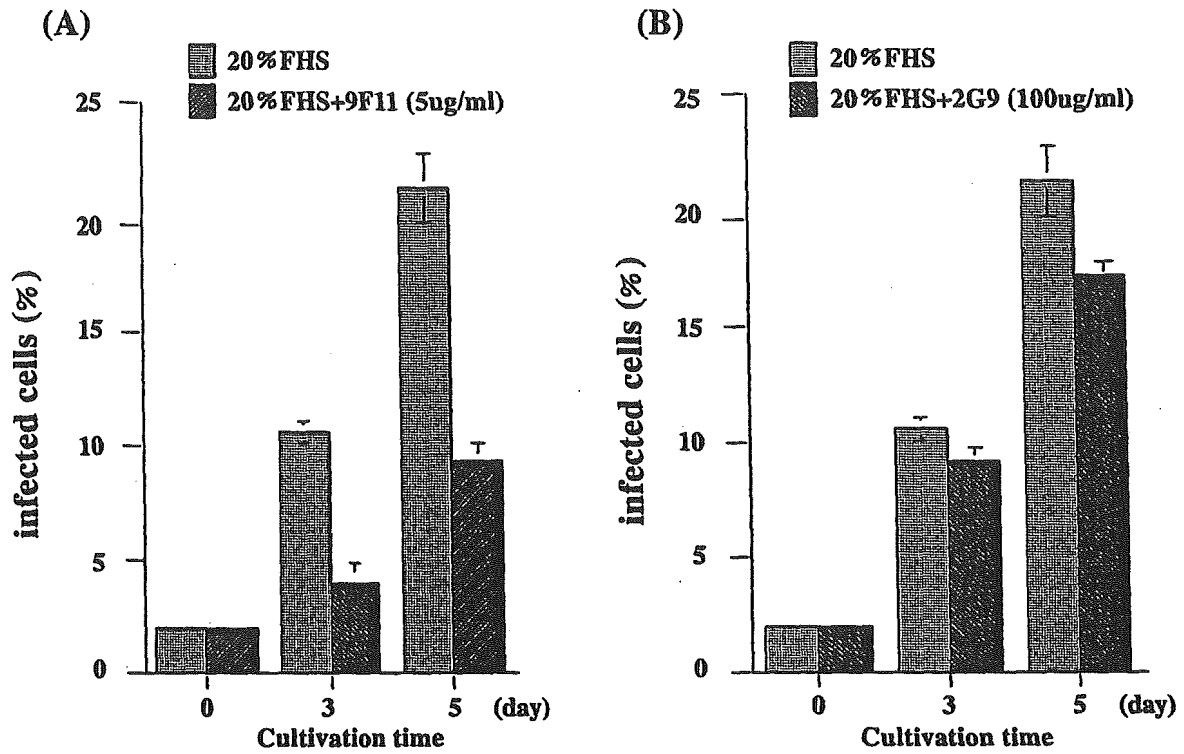 (A)
20%FHS
20%FHS+9F11 (5ug/ml)
25
20
15
10
5
0
infected cells (%)
0 3 5 (day)
Cultivation time
(B)
20%FHS
20%FHS+2G9 (100ug/ml)
25
20
15
10
5
0
infected cells (%)
0 3 5 (day)
Cultivation time